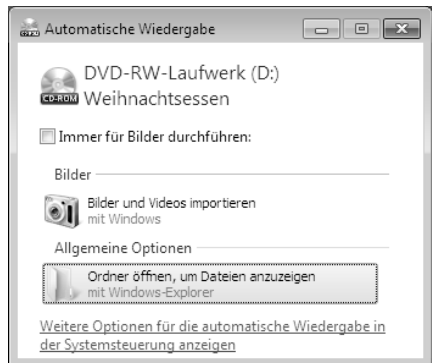 Automatische Wiedergabe
DVD-RW-Laufwerk (D:)
CD-ROM Weihnachtsessen
Immer für Bilder durchführen:
Bilder
Bilder und Videos importieren
mit Windows
Allgemeine Optionen
Ordner öffnen, um Dateien anzuzeigen
mit Windows-Explorer
Weitere Optionen für die automatische Wiedergabe in
der Systemsteuerung anzeigen